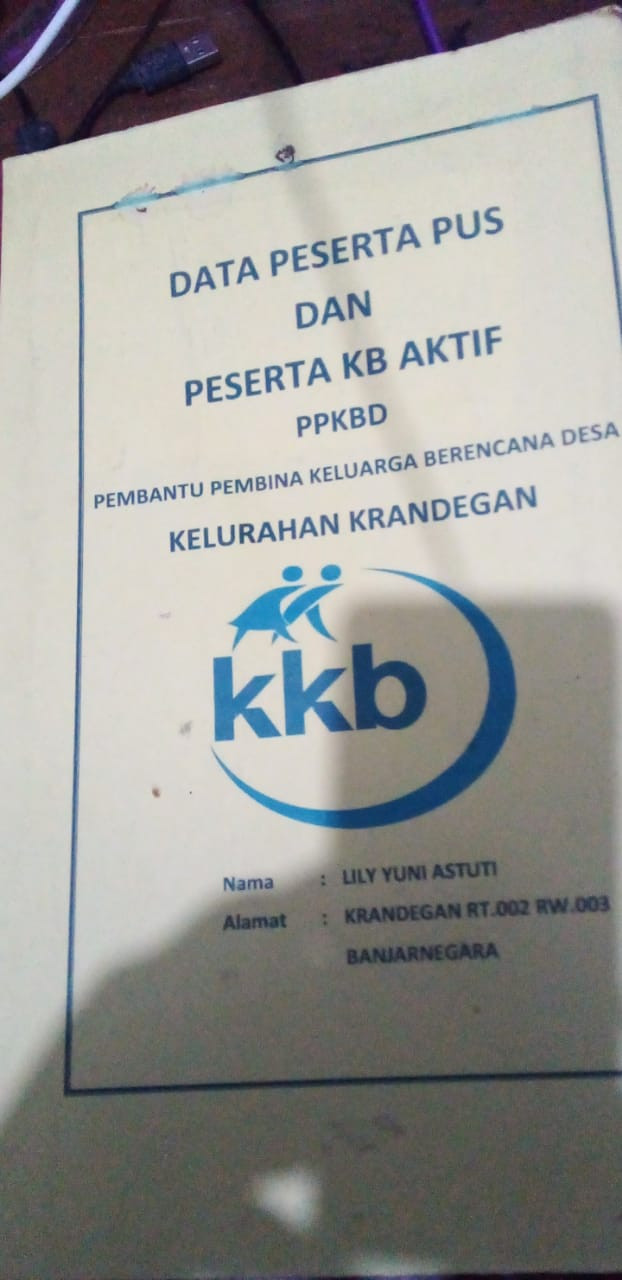 DATA PESERTA PUS
DAN
PESERTA KB AKTIF
PPKBD
PEMBANTU PEMBINA KELUARGA BERENCANA DESA
KELURAHAN KRANDEGAN
kkb
Nama : LILY YUNI ASTUTI
Alamat : KRANDEGAN RT.002 RW.003
BANJARNEGARA